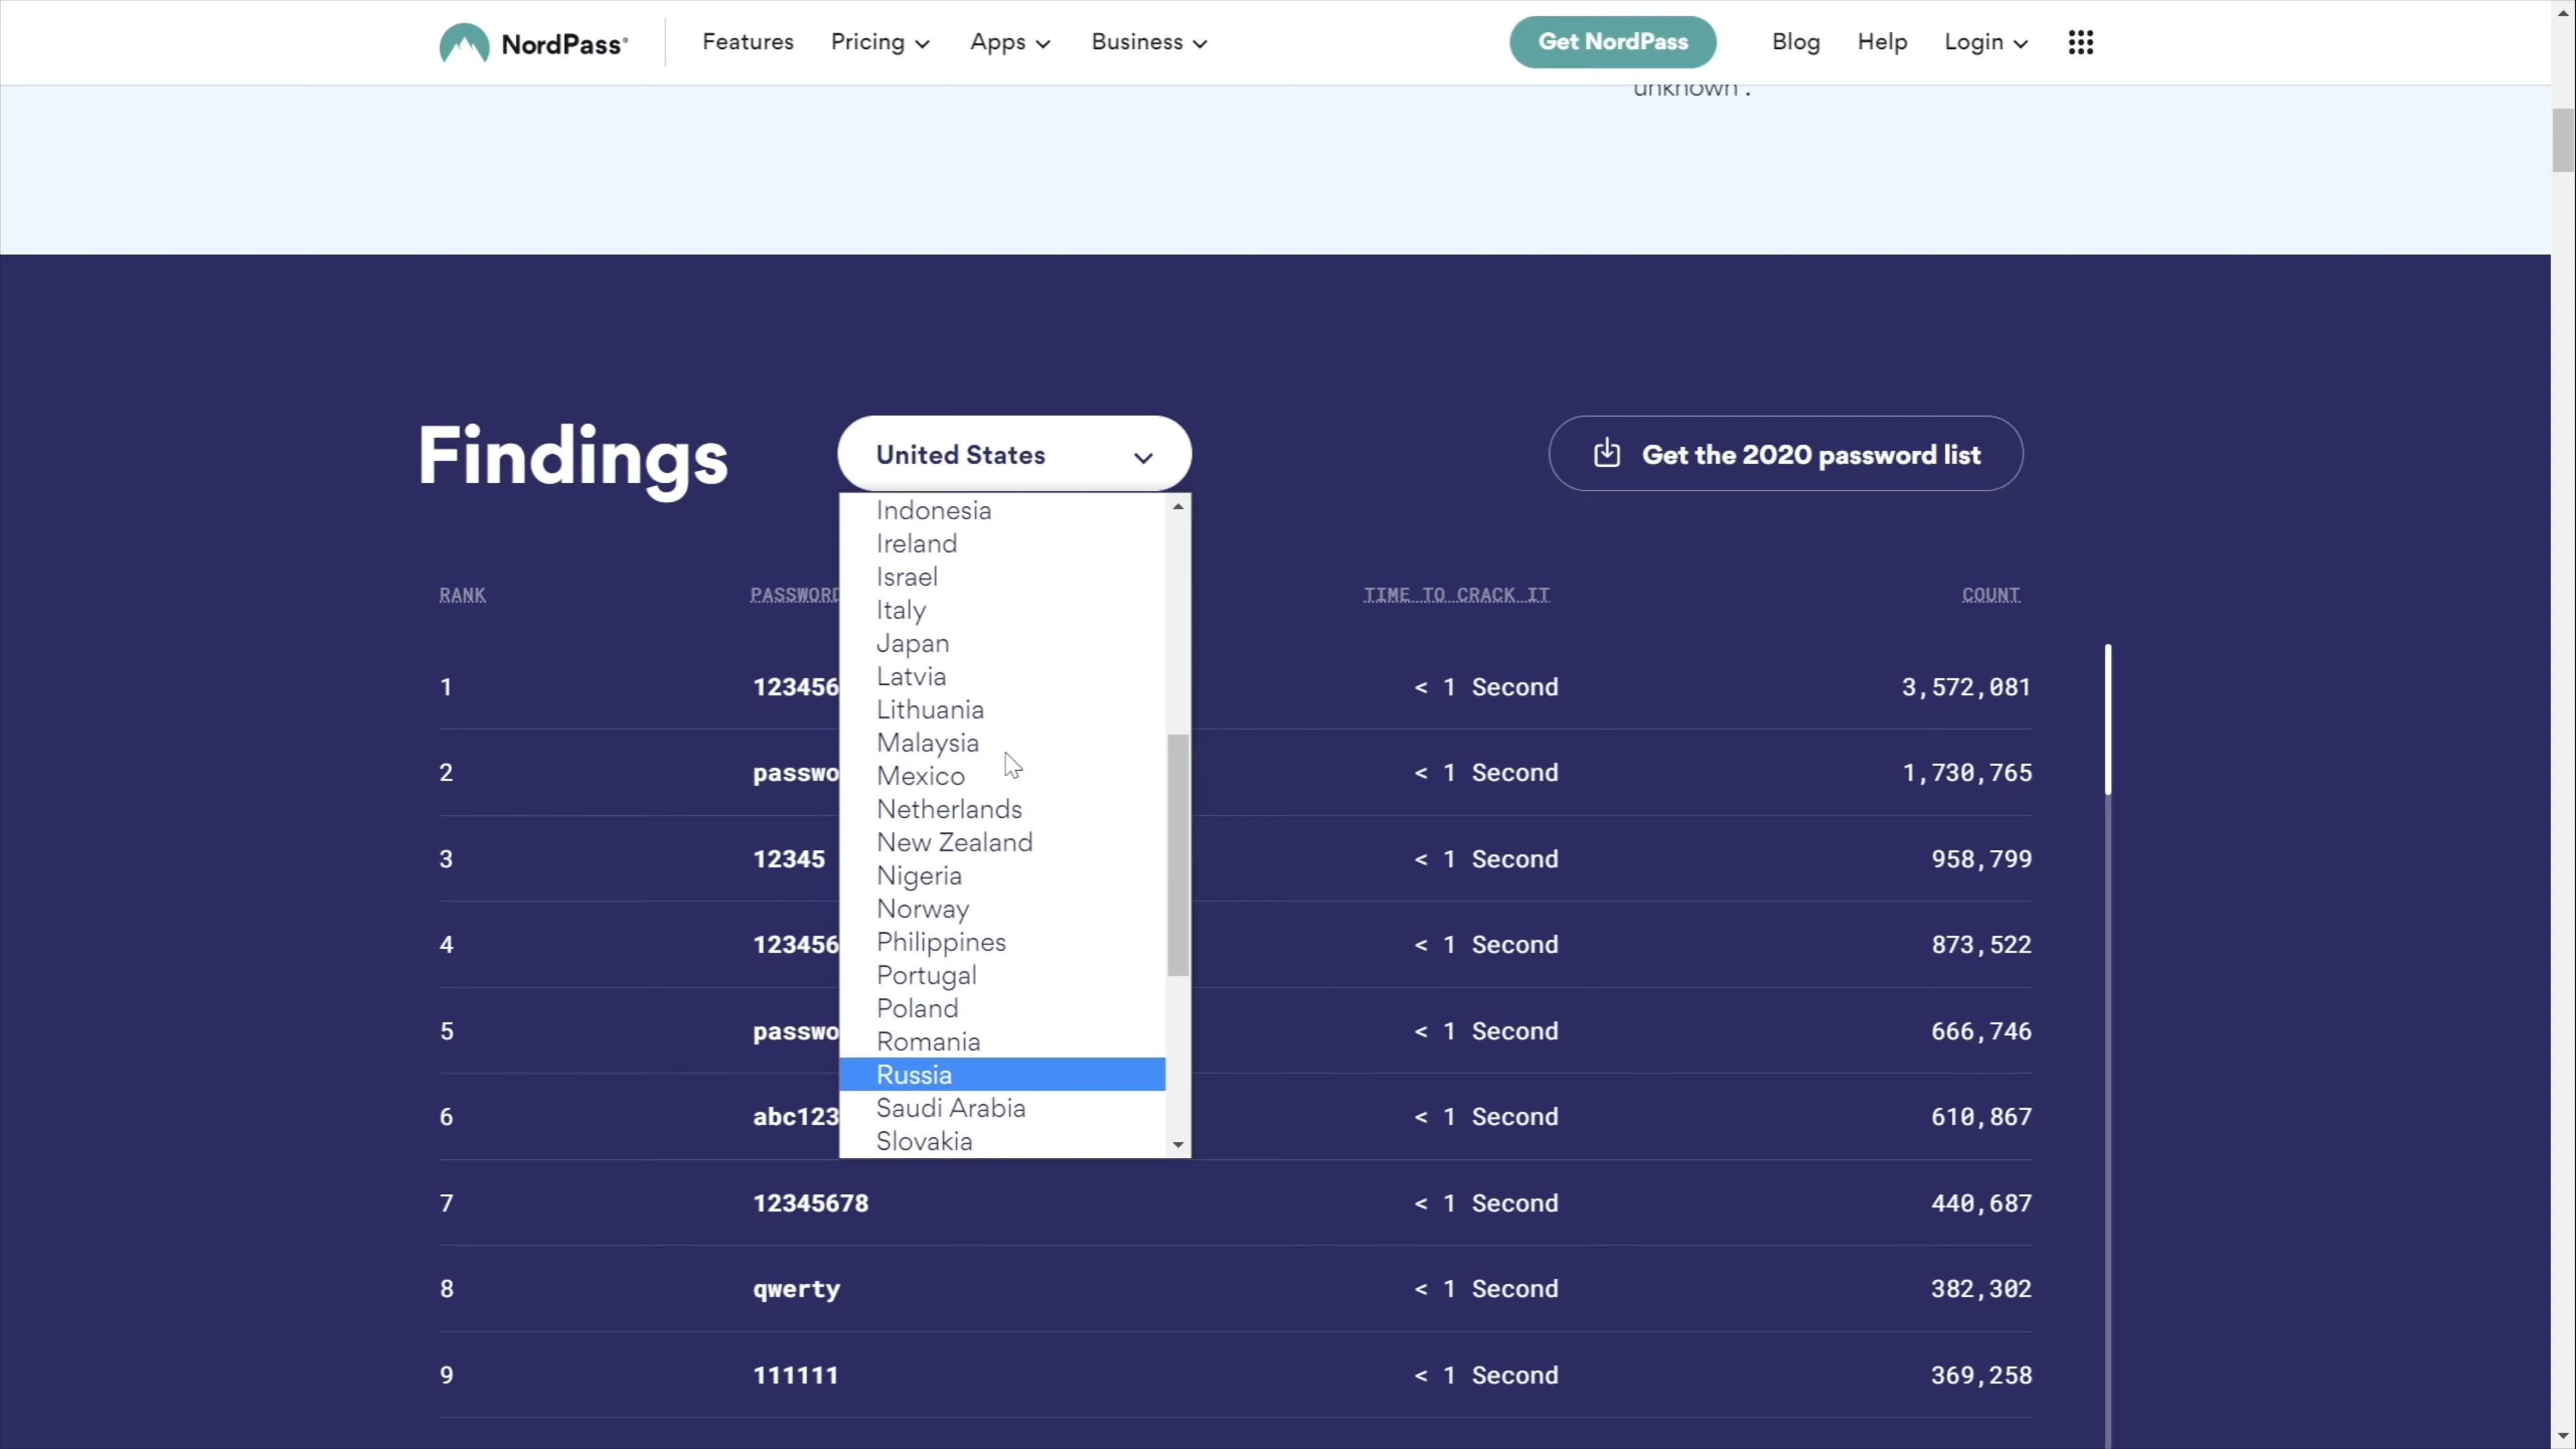 NordPass®
Features
Pricing
Apps
Business
Get NordPass
Blog
Help
Login
unknown'.
Findings
United States
Get the 2020 password list
Indonesia
Ireland
Israel
Italy
Japan
Latvia
Lithuania
Malaysia
Mexico
Netherlands
New Zealand
Nigeria
Norway
Philippines
Portugal
Poland
Romania
Russia
Saudi Arabia
Slovakia
RANK PASSWORD TIME TO CRACK IT COUNT
1 123456 < 1 Second 3,572,081
2 passwo < 1 Second 1,730,765
3 12345 < 1 Second 958,799
4 123456 < 1 Second 873,522
5 passwo < 1 Second 666,746
6 abc123 < 1 Second 610,867
7 12345678 < 1 Second 440,687
8 qwerty < 1 Second 382,302
9 111111 < 1 Second 369,258